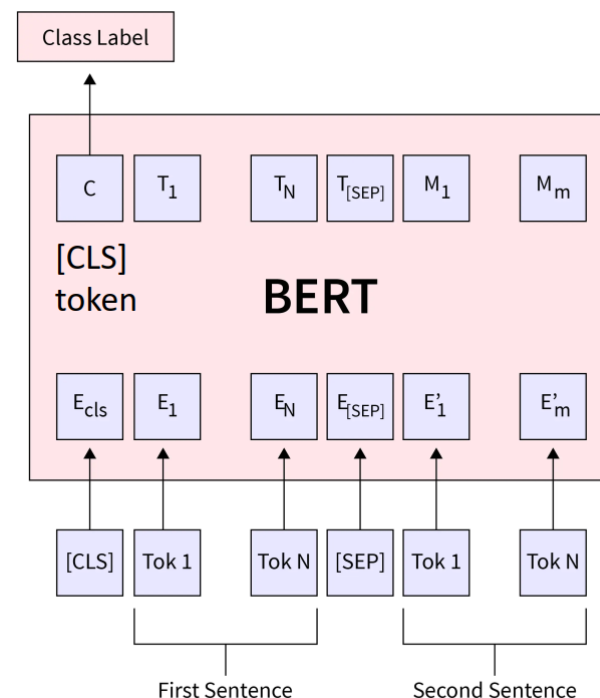 Class Label
C T1 TN T[SEP] M1 Mm
[CLS]
token
BERT
Ecls E1 EN E[SEP] E'1 E'm
[CLS] Tok 1 Tok N [SEP] Tok 1 Tok N
First Sentence Second Sentence